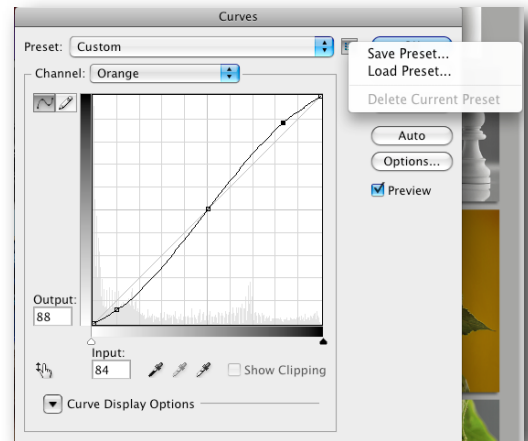 Curves
Preset: Custom
Save Preset...
Load Preset...
Delete Current Preset
Channel: Orange
Auto
Options...
Preview
Output:
88
Input:
84
Show Clipping
Curve Display Options